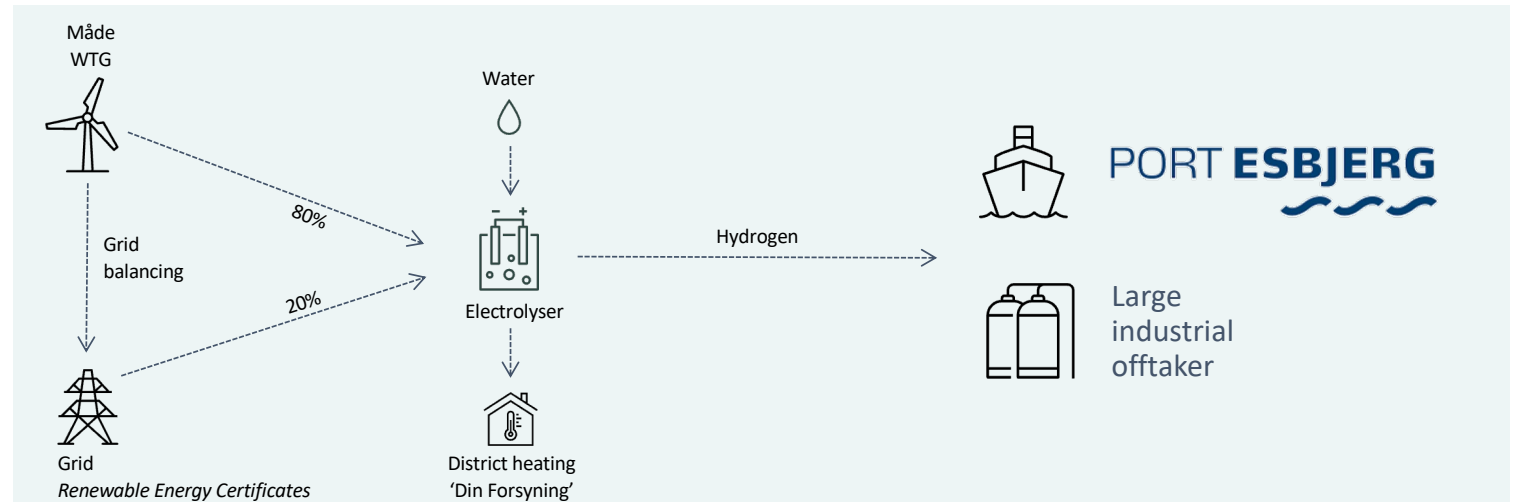 Måde
WTG
Water
80%
Grid
balancing
20%
- +
Electrolyser
Hydrogen
PORT ESBJERG
Large
industrial
offtaker
Grid
Renewable Energy Certificates
District heating
‘Din Forsyning’